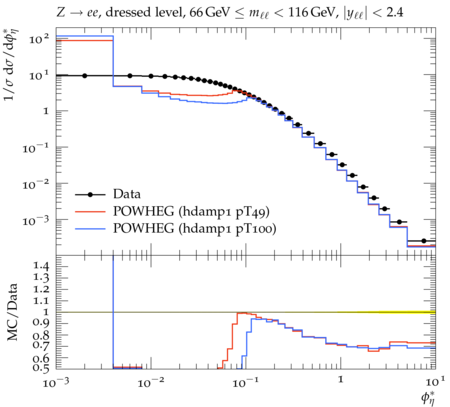 Z → ee, dressed level, 66 GeV ≤ mℓℓ < 116 GeV, |yℓℓ| < 2.4
1/σ dσ/dϕ*η
10²
10¹
1
10⁻¹
10⁻²
10⁻³
Data
POWHEG (hdamp1 pT49)
POWHEG (hdamp1 pT100)
MC/Data
1.4
1.3
1.2
1.1
1
0.9
0.8
0.7
0.6
0.5
10⁻³ 10⁻² 10⁻¹ 1 10¹
ϕ*η